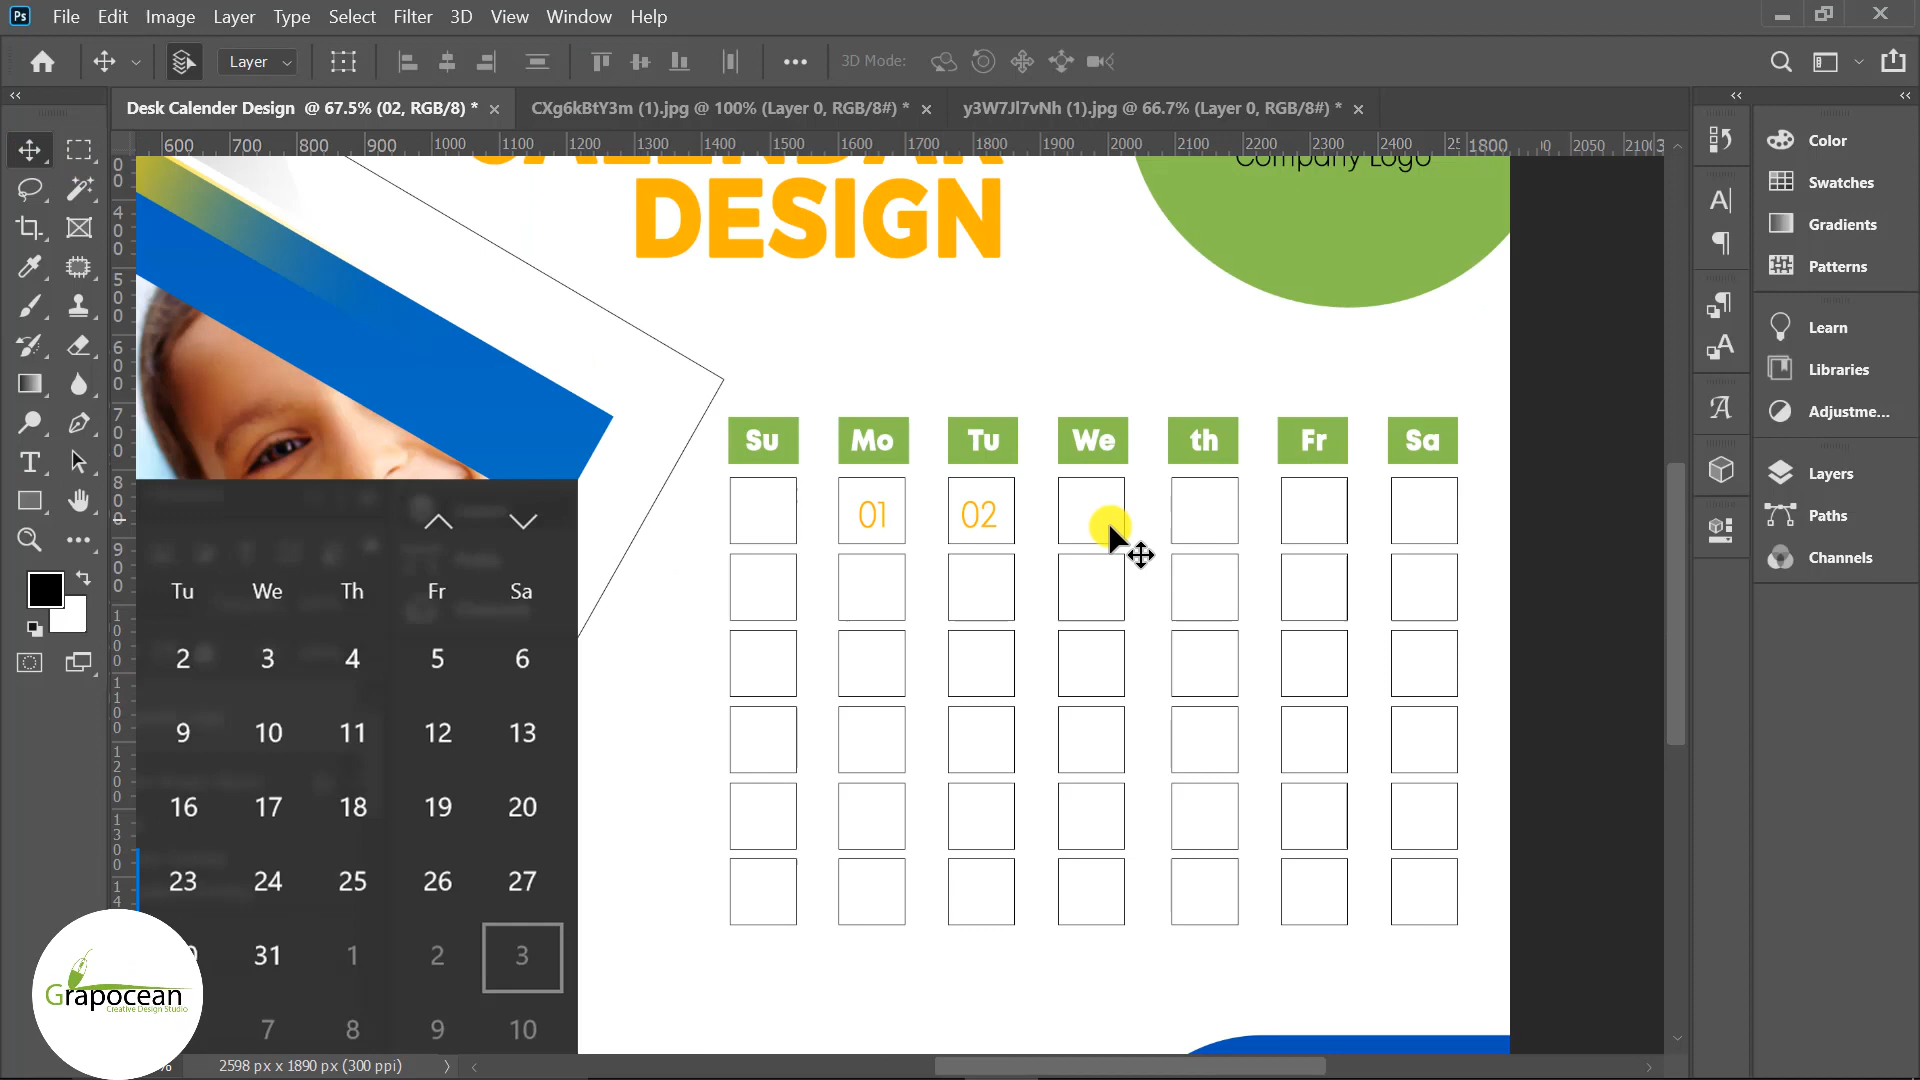 Ps File Edit Image Layer Type Select Filter 3D View Window Help
Layer 3D Mode:
Desk Calender Design @ 67.5% (02, RGB/8) * CXg6kBtY3m (1).jpg @ 100% (Layer 0, RGB/8#) * y3W7Jl7vNh (1).jpg @ 66.7% (Layer 0, RGB/8#) *
600 700 800 900 1000 1100 1200 1300 1400 1500 1600 1700 1800 1900 2000 2100 2200 2300 2400 1800 2050
CALENDAR
DESIGN
Company Logo
Color
Swatches
Gradients
Patterns
Learn
Libraries
Adjustme...
Layers
Paths
Channels
Su Mo Tu We th Fr Sa
01 02
Tu We Th Fr Sa
2 3 4 5 6
9 10 11 12 13
16 17 18 19 20
23 24 25 26 27
31 1 2 3
7 8 9 10
Grapocean
Creative Design Studio
2598 px x 1890 px (300 ppi)